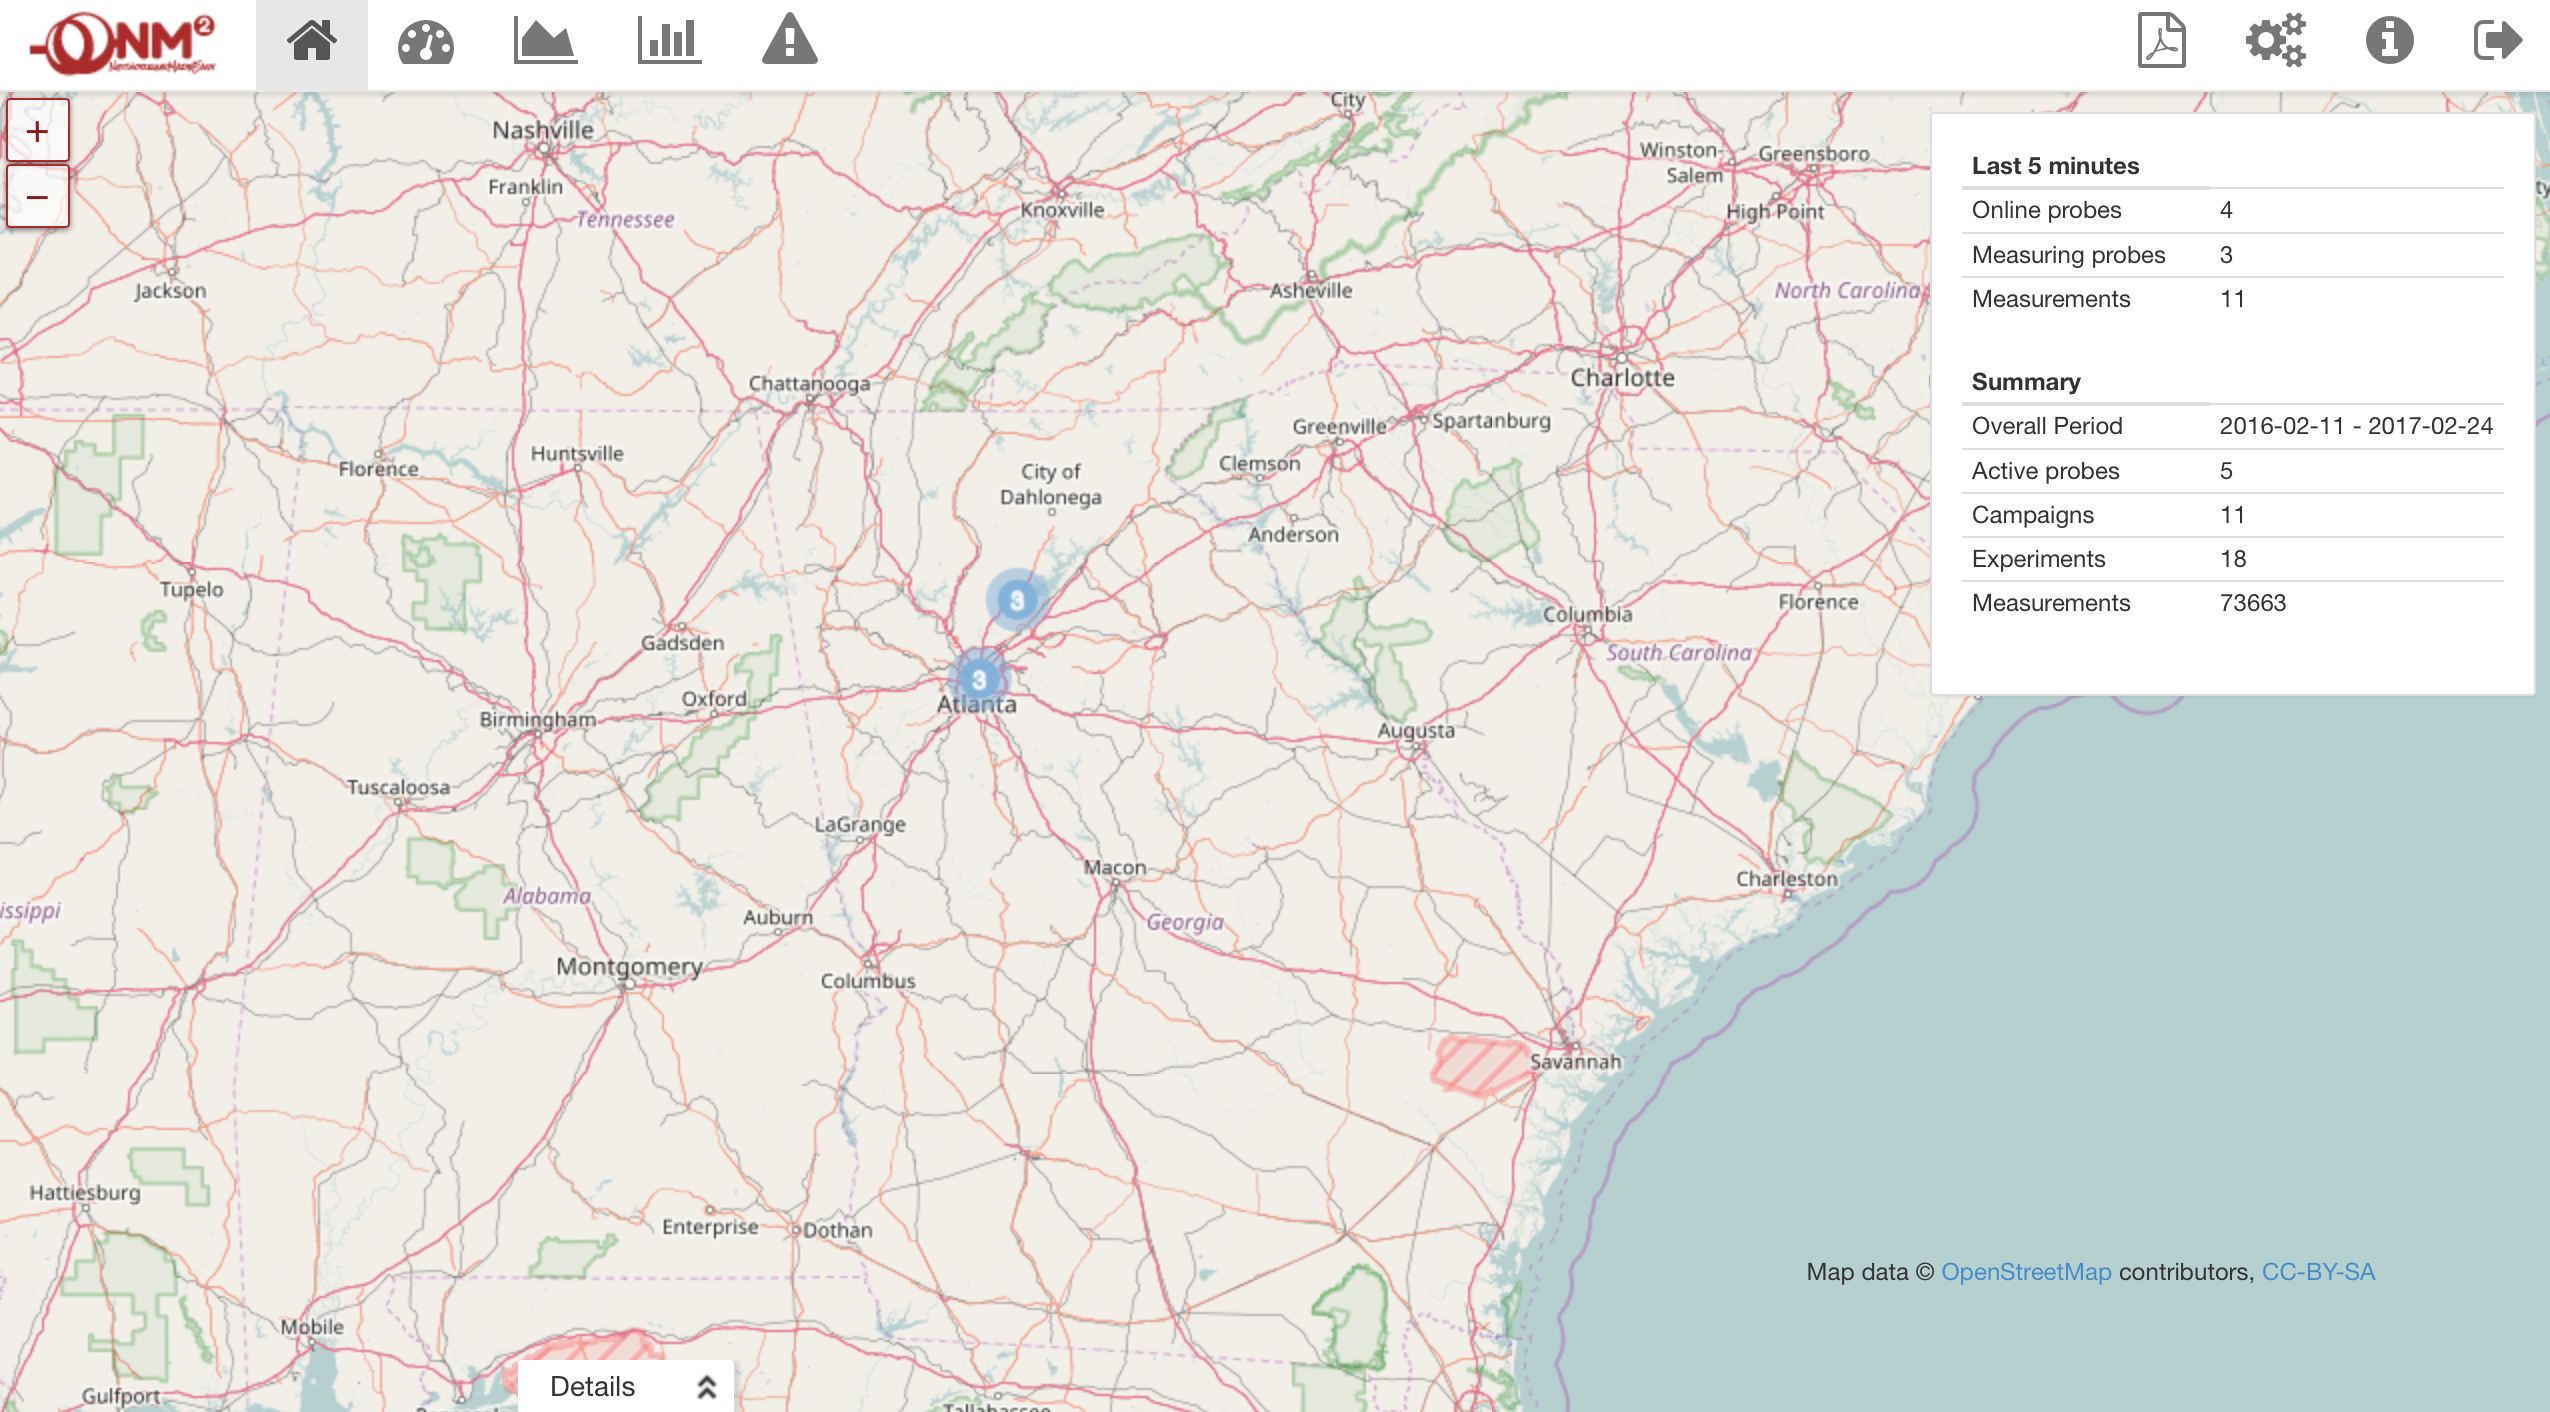 NM²
NETWORKINGMADEEASY
+
−
City
Nashville
Winston-
Salem
Greensboro
Franklin
Tennessee
Knoxville
High Point
Jackson
Asheville
North Carolina
Chattanooga
Charlotte
Huntsville
Greenville
Spartanburg
Florence
City of
Dahlonega
Clemson
Anderson
Tupelo
3
Gadsden
Columbia
Florence
South Carolina
3
Atlanta
Oxford
Birmingham
Augusta
Tuscaloosa
LaGrange
Macon
Charleston
Alabama
issippi
Auburn
Georgia
Montgomery
Columbus
Savannah
Hattiesburg
Enterprise
Dothan
Mobile
Gulfport
Tallahassee
Last 5 minutes
Online probes 4
Measuring probes 3
Measurements 11
Summary
Overall Period 2016-02-11 - 2017-02-24
Active probes 5
Campaigns 11
Experiments 18
Measurements 73663
Map data © OpenStreetMap contributors, CC-BY-SA
Details